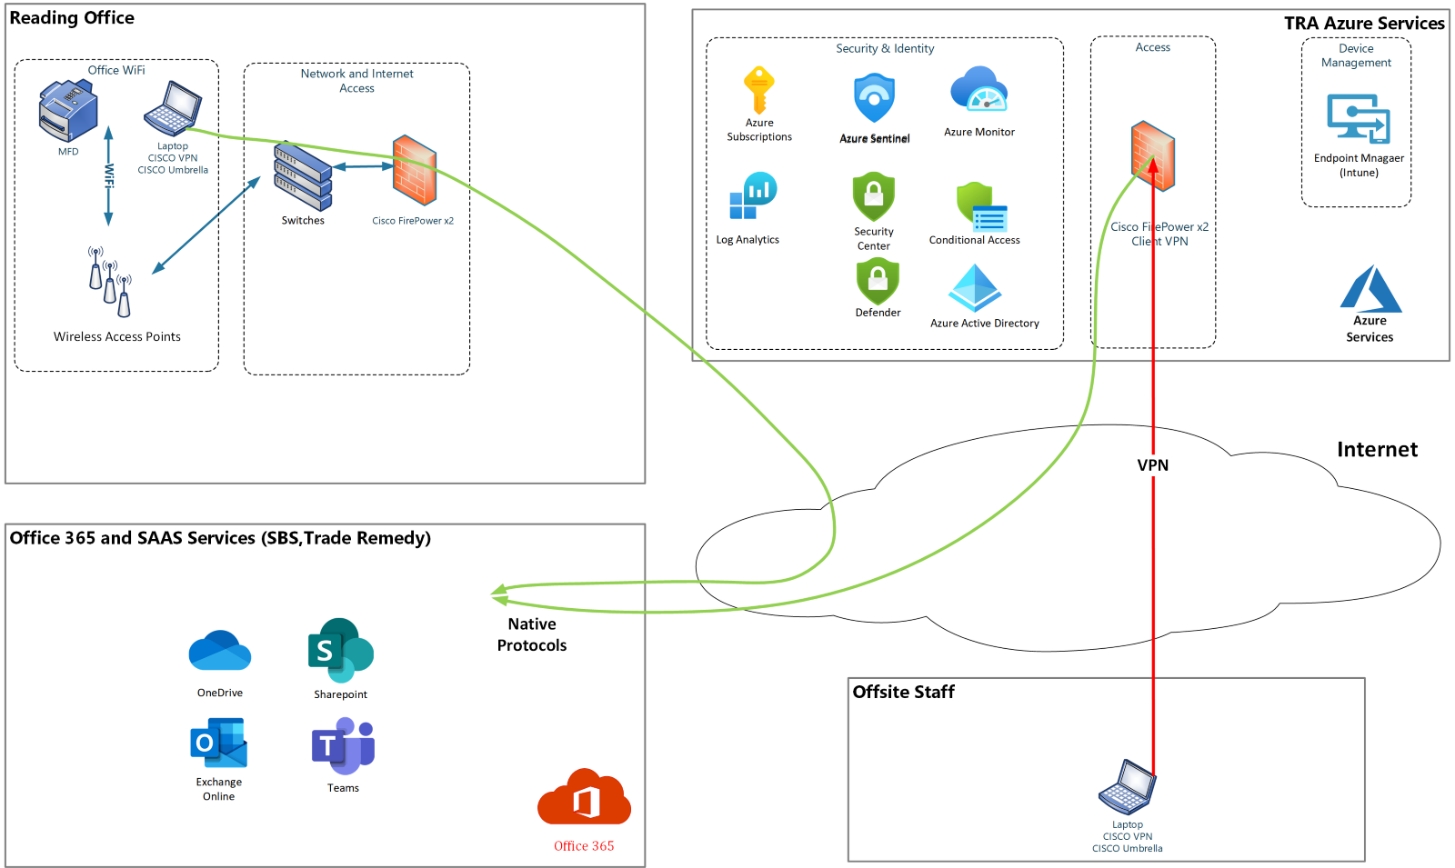 Reading Office
Office WiFi
MFD
Laptop
CISCO VPN
CISCO Umbrella
WiFi
Wireless Access Points
Network and Internet
Access
Switches
Cisco FirePower x2
TRA Azure Services
Security & Identity
Azure
Subscriptions
Azure Sentinel
Azure Monitor
Log Analytics
Security
Center
Conditional Access
Defender
Azure Active Directory
Access
Cisco FirePower x2
Client VPN
Device
Management
Endpoint Mnagaer
(Intune)
Azure
Services
Internet
VPN
Office 365 and SAAS Services (SBS,Trade Remedy)
Native
Protocols
OneDrive
Sharepoint
Exchange
Online
Teams
Office 365
Offsite Staff
Laptop
CISCO VPN
CISCO Umbrella